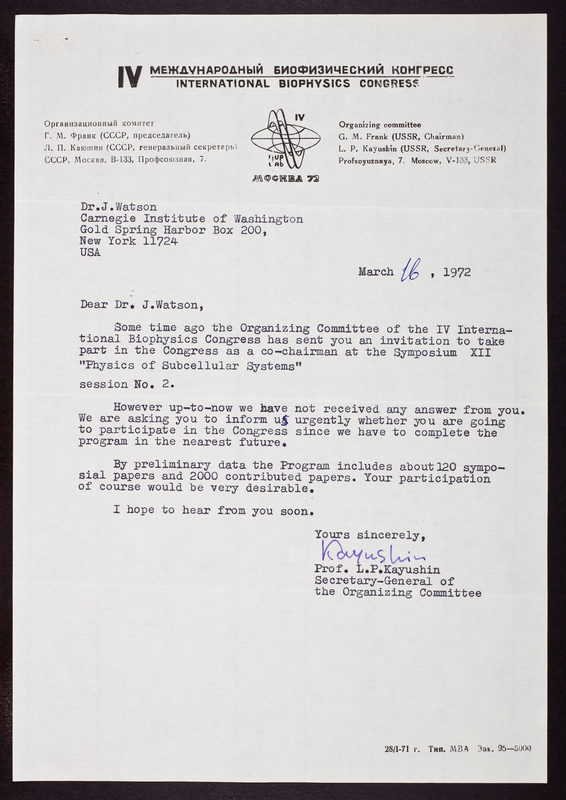 IV МЕЖДУНАРОДНЫЙ БИОФИЗИЧЕСКИЙ КОНГРЕСС
INTERNATIONAL BIOPHYSICS CONGRESS
Организационный комитет
Г. М. Франк (СССР, председатель)
Л. П. Каюшин (СССР, генеральный секретарь)
СССР, Москва, В-133, Профсоюзная, 7.
IV
МОСКВА 72
Organizing committee
G. M. Frank (USSR, Chairman)
L. P. Kayushin (USSR, Secretary-General)
Profsoyuznaya, 7. Moscow, V-133, USSR
Dr.J.Watson
Carnegie Institute of Washington
Gold Spring Harbor Box 200,
New York 11724
USA
March 16 , 1972
Dear Dr. J.Watson,
Some time ago the Organizing Committee of the IV Interna-
tional Biophysics Congress has sent you an invitation to take
part in the Congress as a co-chairman at the Symposium XII
"Physics of Subcellular Systems"
session No. 2.
However up-to-now we have not received any answer from you.
We are asking you to inform us urgently whether you are going
to participate in the Congress since we have to complete the
program in the nearest future.
By preliminary data the Program includes about 120 sympo-
sial papers and 2000 contributed papers. Your participation
of course would be very desirable.
I hope to hear from you soon.
Yours sincerely,
Kayushin
Prof. L.P.Kayushin
Secretary-General of
the Organizing Committee
28/I-71 г. Тип. МВА Зак. 95—5000